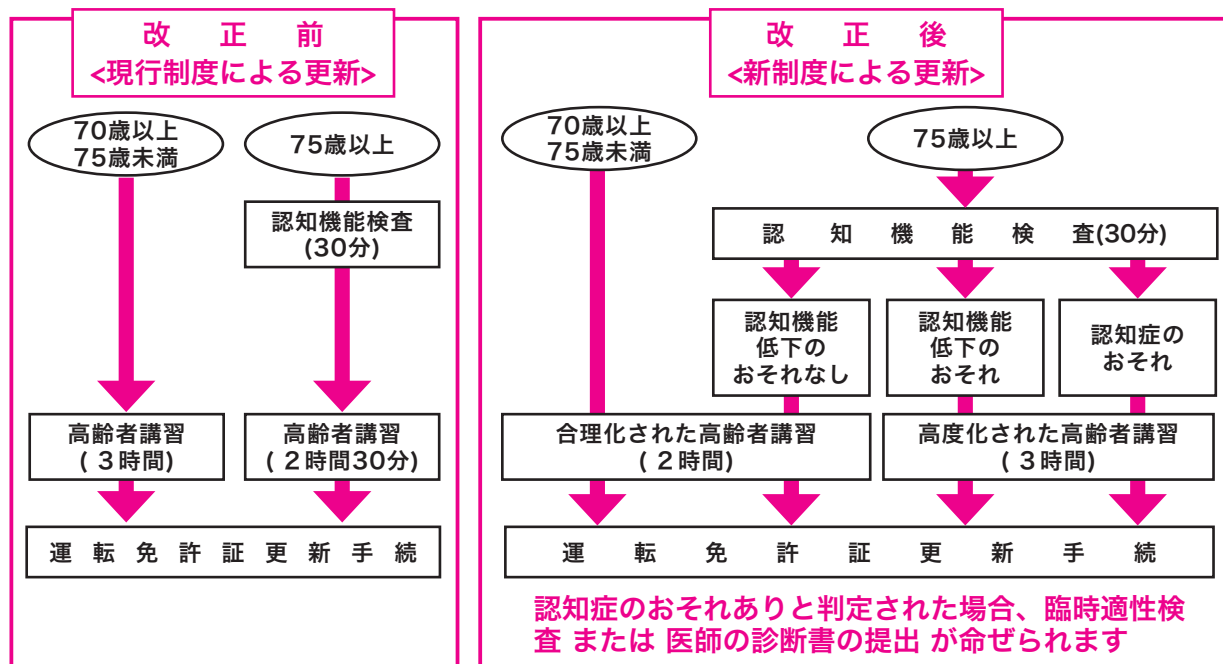 改正前
<現行制度による更新>
70歳以上
75歳未満
75歳以上
認知機能検査
(30分)
高齢者講習
(３時間)
高齢者講習
(２時間30分)
運転免許証更新手続
改正後
<新制度による更新>
70歳以上
75歳未満
75歳以上
認知機能検査(30分)
認知機能
低下の
おそれなし
認知機能
低下の
おそれ
認知症の
おそれ
合理化された高齢者講習
(２時間)
高度化された高齢者講習
(３時間)
運転免許証更新手続
認知症のおそれありと判定された場合、臨時適性検
査 または 医師の診断書の提出 が命ぜられます